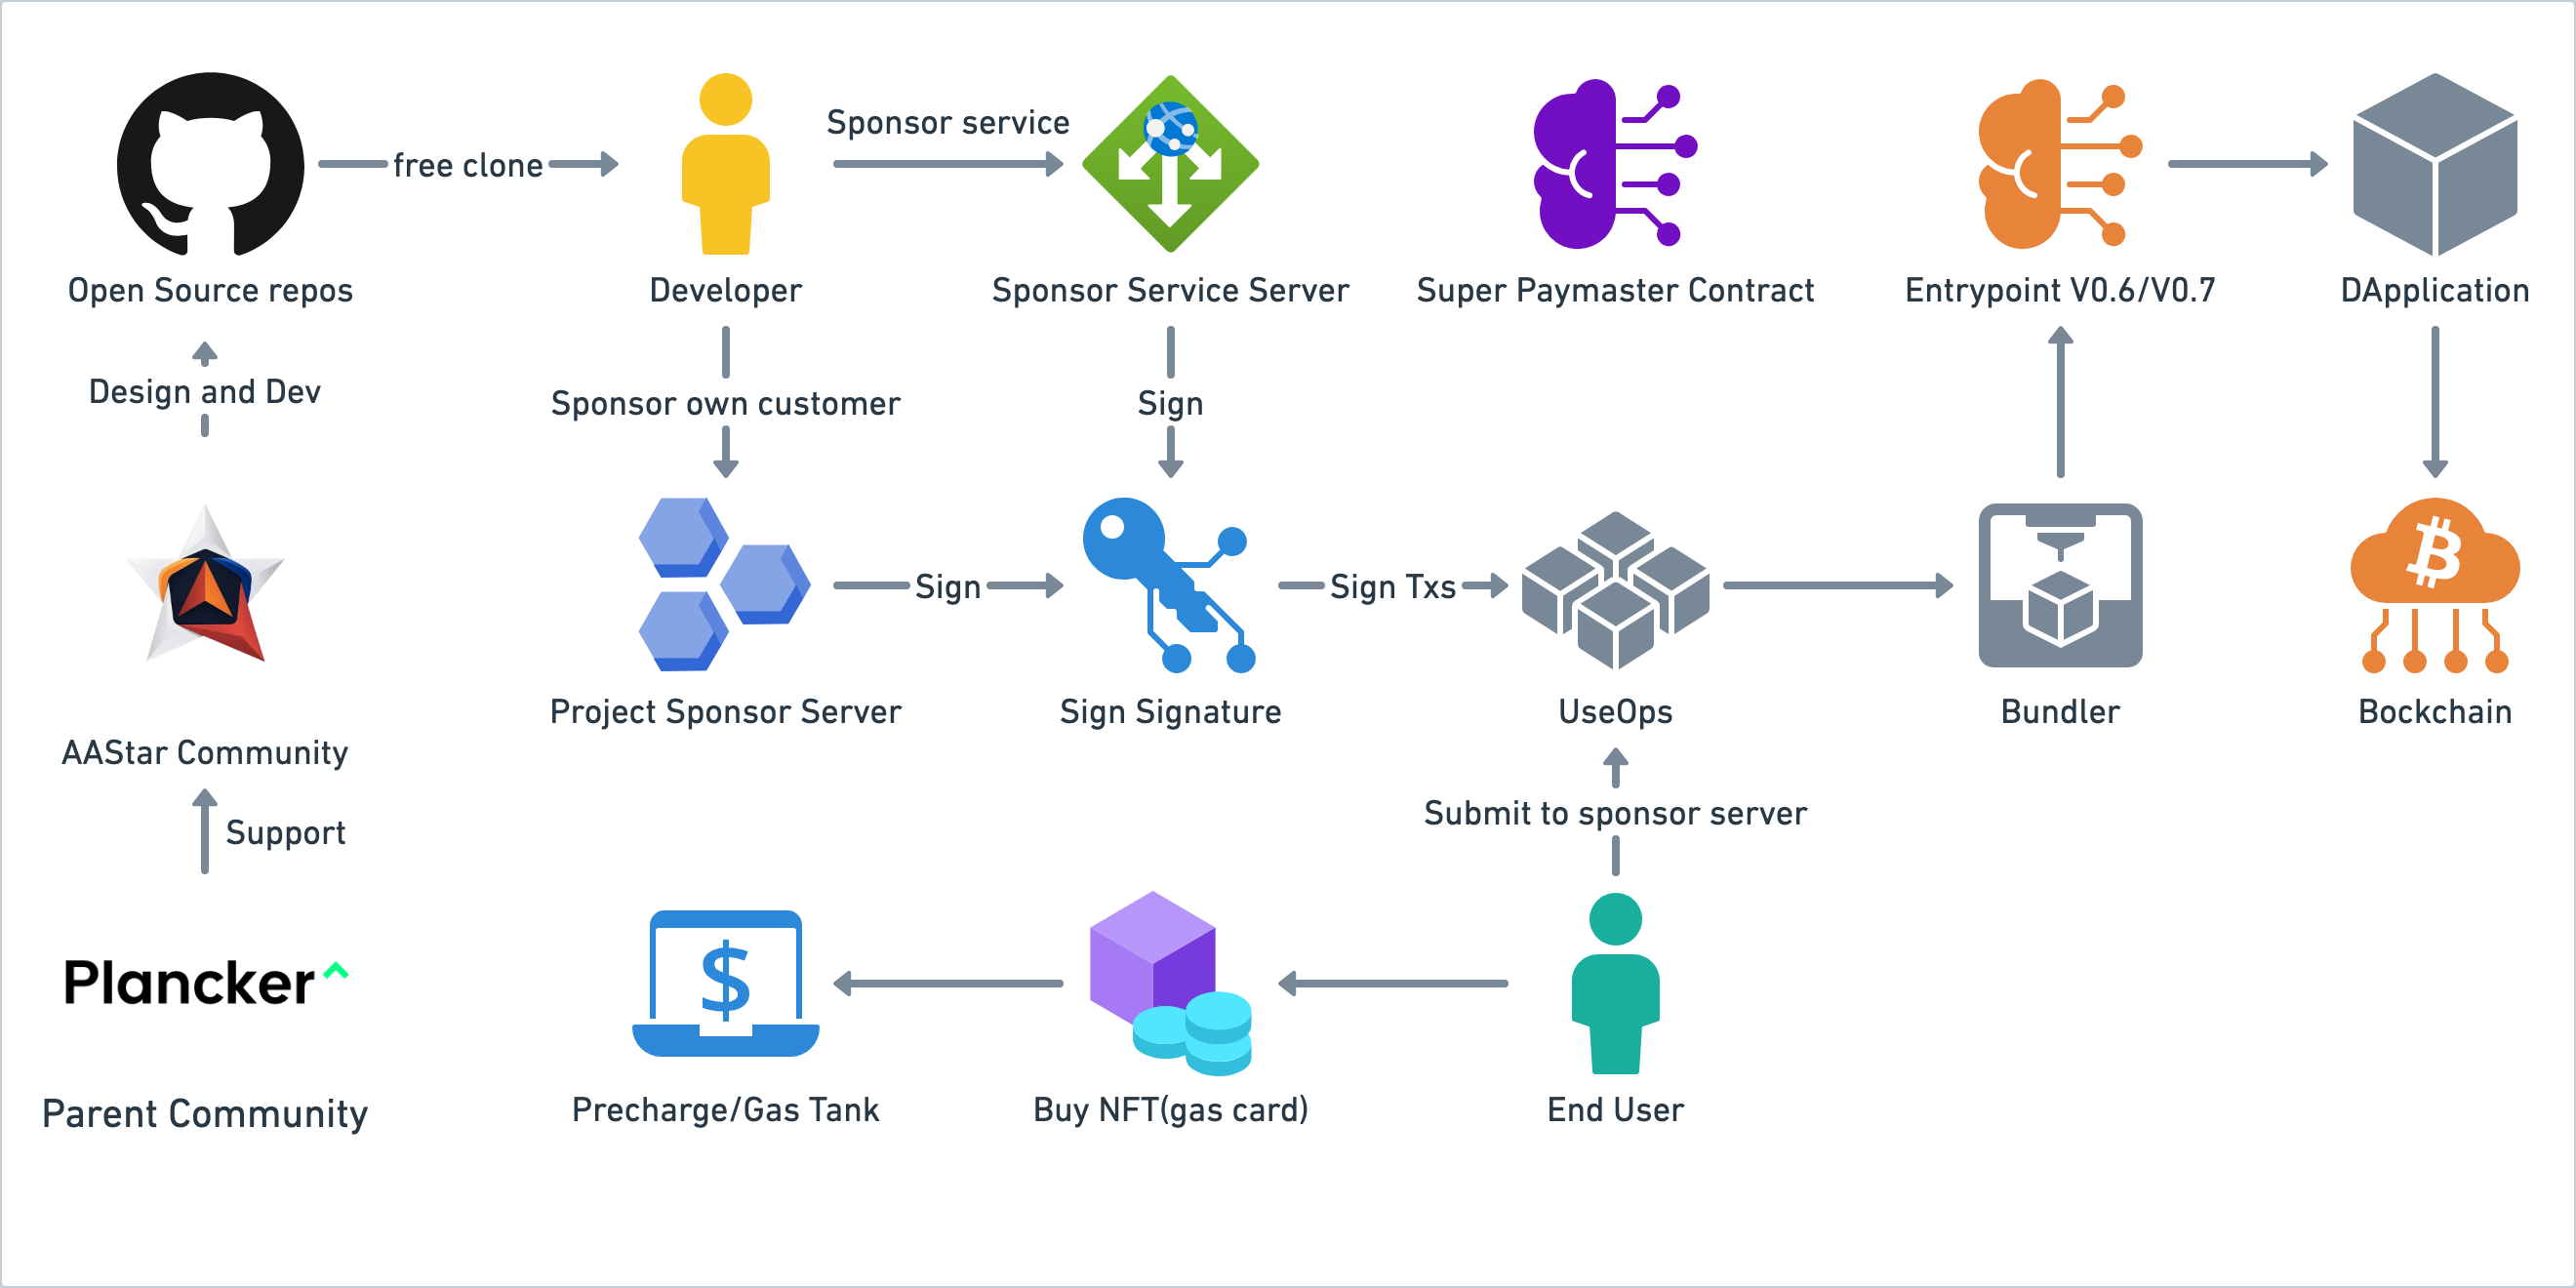 Sponsor service
free clone
Open Source repos
Developer
Sponsor Service Server
Super Paymaster Contract
Entrypoint V0.6/V0.7
DApplication
Design and Dev
Sponsor own customer
Sign
Sign
Sign Txs
Project Sponsor Server
Sign Signature
UseOps
Bundler
Bockchain
AAStar Community
Support
Submit to sponsor server
Plancker
$
Parent Community
Precharge/Gas Tank
Buy NFT(gas card)
End User